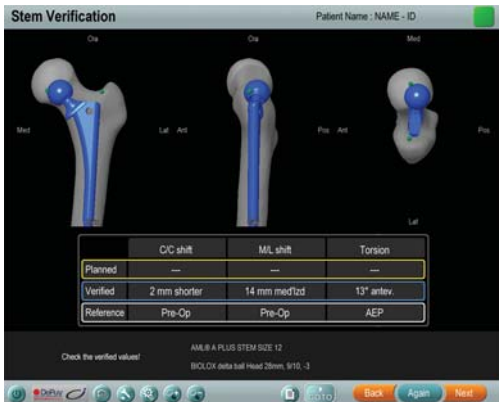 Stem Verification Patient Name : NAME - ID
Cra Cra Med
Med Lat Ant Pos Ant Pos
Lat
C/C shift M/L shift Torsion
Planned --- --- ---
Verified 2 mm shorter 14 mm med'lzd 13° antev.
Reference Pre-Op Pre-Op AEP
AML® A PLUS STEM SIZE 12
Check the verified values!
BIOLOX delta ball Head 28mm, 9/10, -3
DePuy GOTO Back Again Next